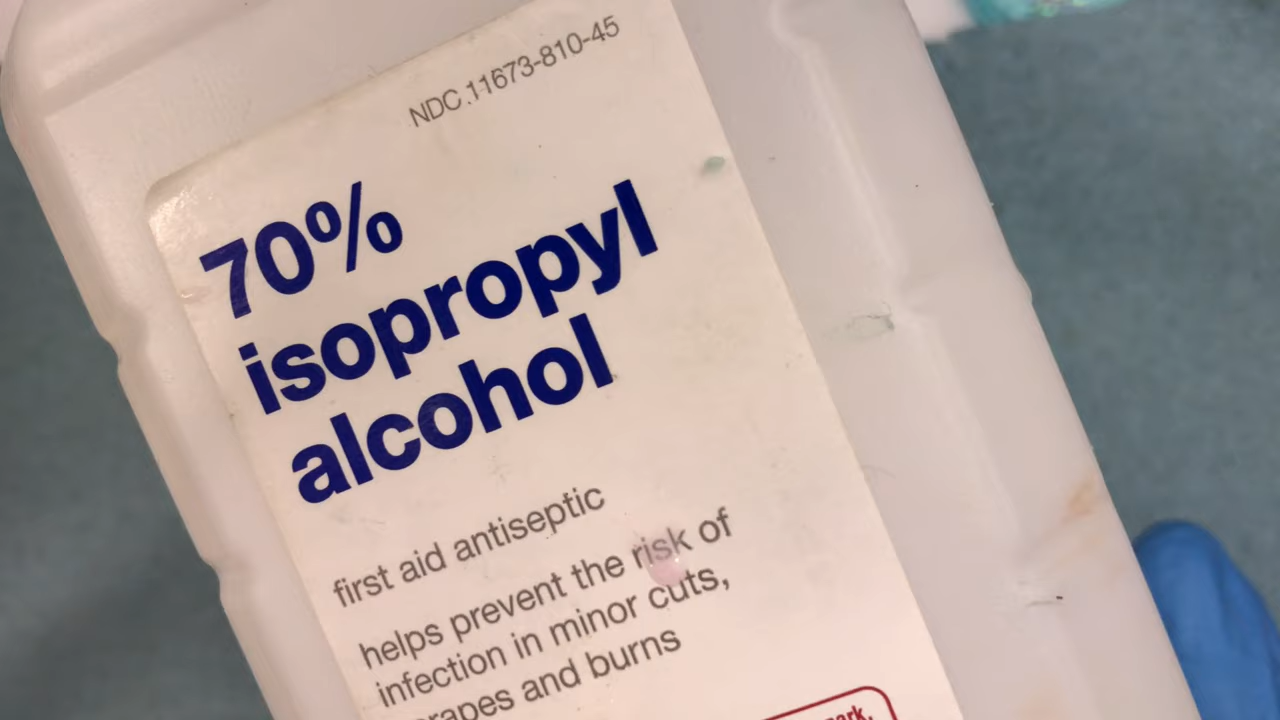 NDC 11673-810-45
70%
isopropyl
alcohol
first aid antiseptic
helps prevent the risk of
infection in minor cuts,
and burns